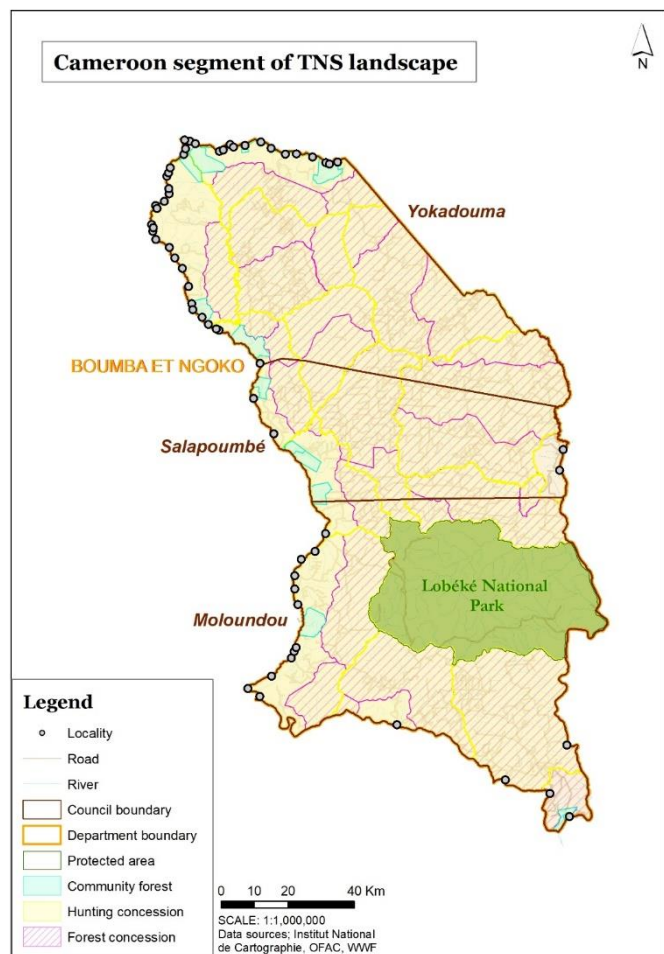 Cameroon segment of TNS landscape
N
Yokadouma
BOUMBA ET NGOKO
Salapoumbé
Lobéké National
Park
Moloundou
Legend
Locality
Road
River
Council boundary
Department boundary
Protected area
Community forest
Hunting concession
Forest concession
0 10 20 40 Km
SCALE: 1:1,000,000
Data sources; Institut National
de Cartographie, OFAC, WWF